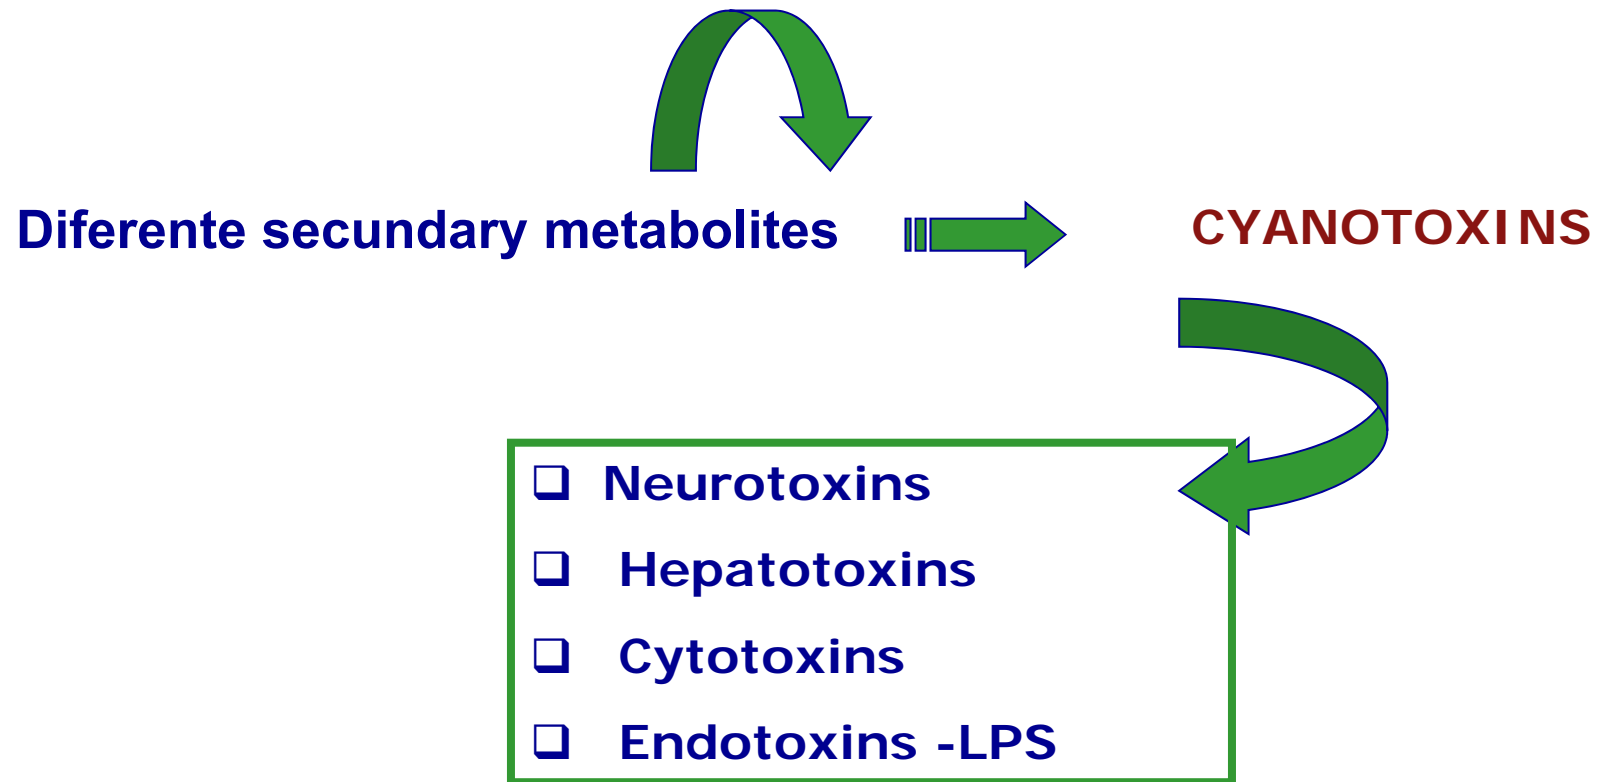 Diferente secundary metabolites
CYANOTOXINS
Neurotoxins
Hepatotoxins
Cytotoxins
Endotoxins -LPS